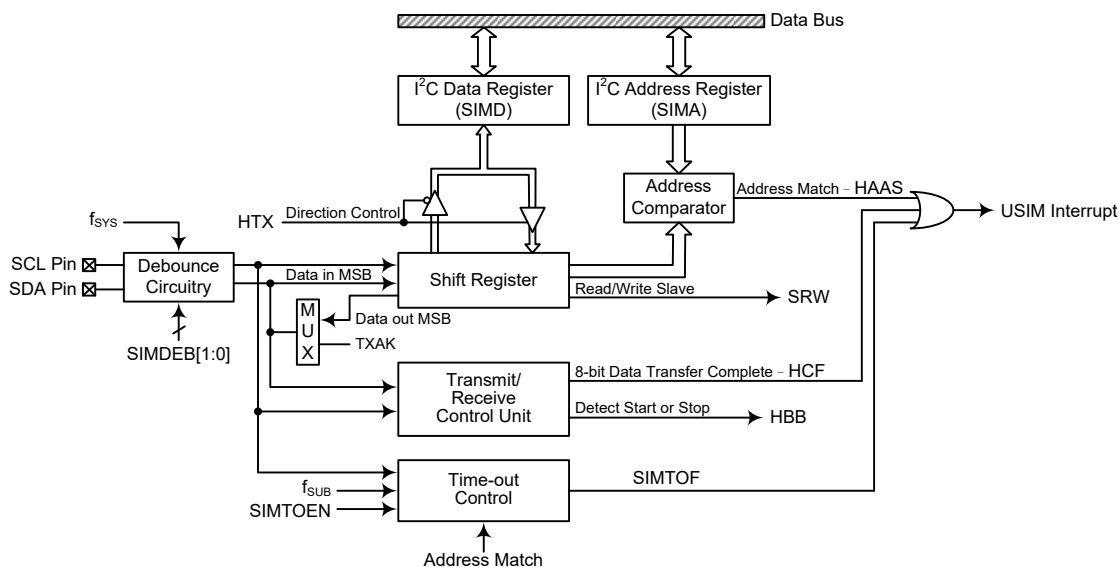 Data Bus
I²C Data Register
(SIMD)
I²C Address Register
(SIMA)
Address
Comparator
Address Match – HAAS
USIM Interrupt
HTX
Direction Control
fSYS
SCL Pin
SDA Pin
Debounce
Circuitry
SIMDEB[1:0]
Data in MSB
Shift Register
Read/Write Slave
SRW
MUX
Data out MSB
TXAK
Transmit/
Receive
Control Unit
8-bit Data Transfer Complete – HCF
Detect Start or Stop
HBB
Time-out
Control
fSUB
SIMTOEN
SIMTOF
Address Match